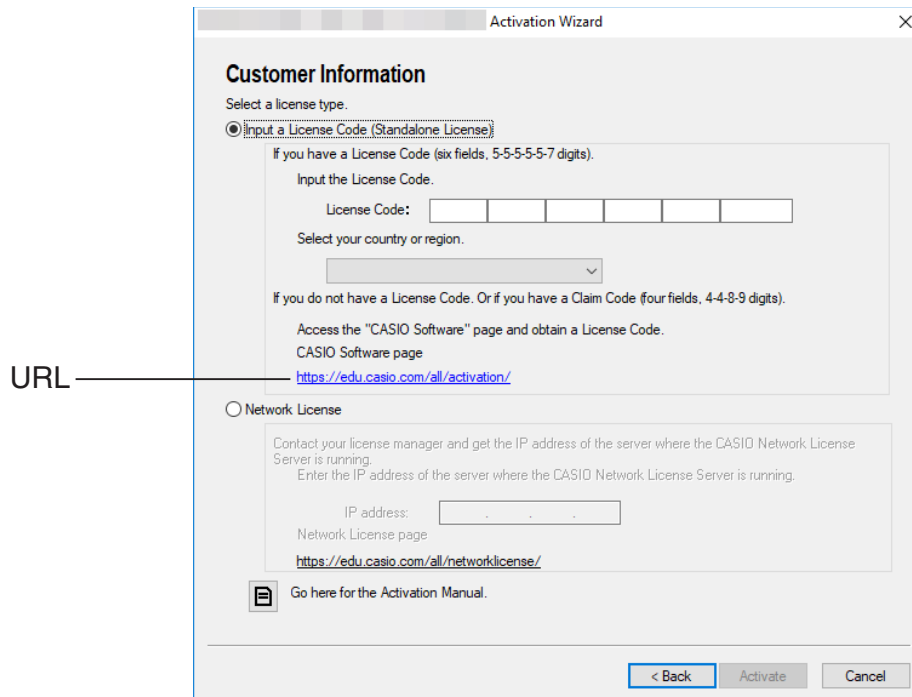 Activation Wizard
Customer Information
Select a license type.
Input a License Code (Standalone License)
If you have a License Code (six fields, 5-5-5-5-5-7 digits).
Input the License Code.
License Code:
Select your country or region.
If you do not have a License Code. Or if you have a Claim Code (four fields, 4-4-8-9 digits).
Access the "CASIO Software" page and obtain a License Code.
CASIO Software page
URL
https://edu.casio.com/all/activation/
Network License
Contact your license manager and get the IP address of the server where the CASIO Network License
Server is running.
Enter the IP address of the server where the CASIO Network License Server is running.
IP address: . . .
Network License page
https://edu.casio.com/all/networklicense/
Go here for the Activation Manual.
< Back Activate Cancel